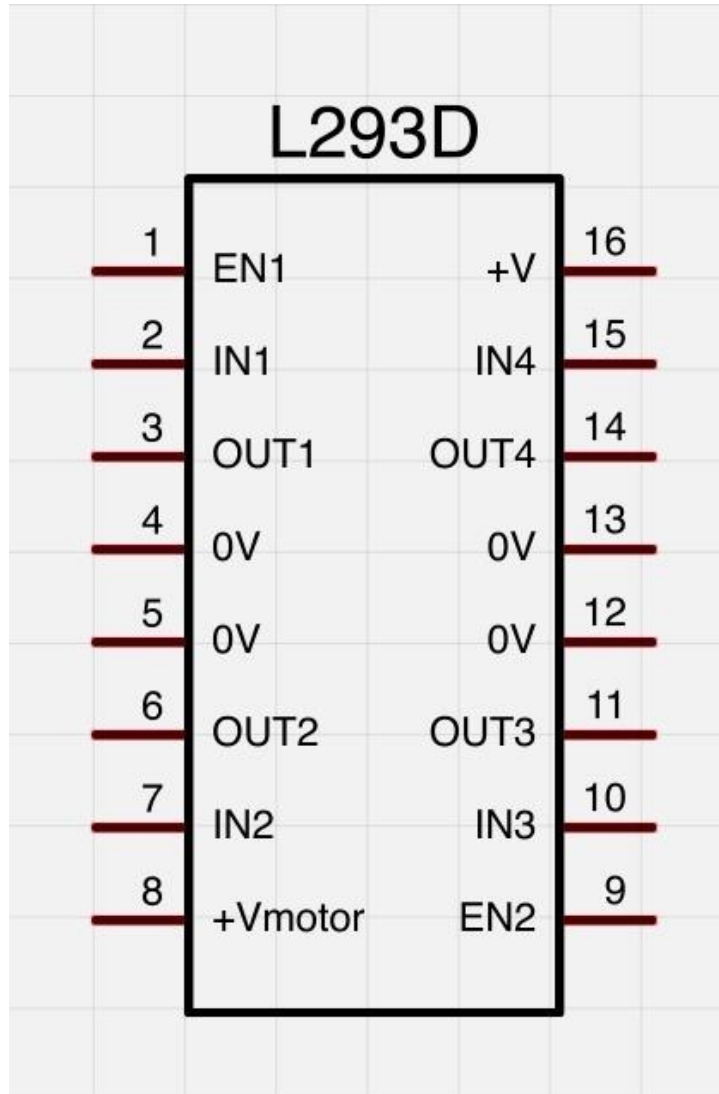 L293D
1 EN1 +V 16
2 IN1 IN4 15
3 OUT1 OUT4 14
4 0V 0V 13
5 0V 0V 12
6 OUT2 OUT3 11
7 IN2 IN3 10
8 +Vmotor EN2 9